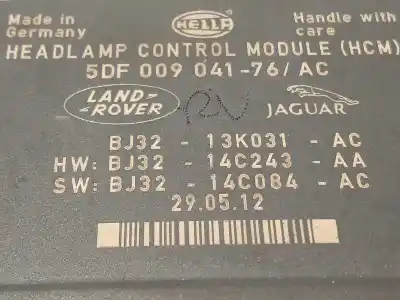 Made in
Germany
HELLA
Handle with
care
HEADLAMP CONTROL MODULE (HCM)
5DF 009 041-76/ AC
LAND-
-ROVER
RN
JAGUAR
BJ32 - 13K031 - AC
HW: BJ32 - 14C243 - AA
SW: BJ32 - 14C084 - AC
29.05.12